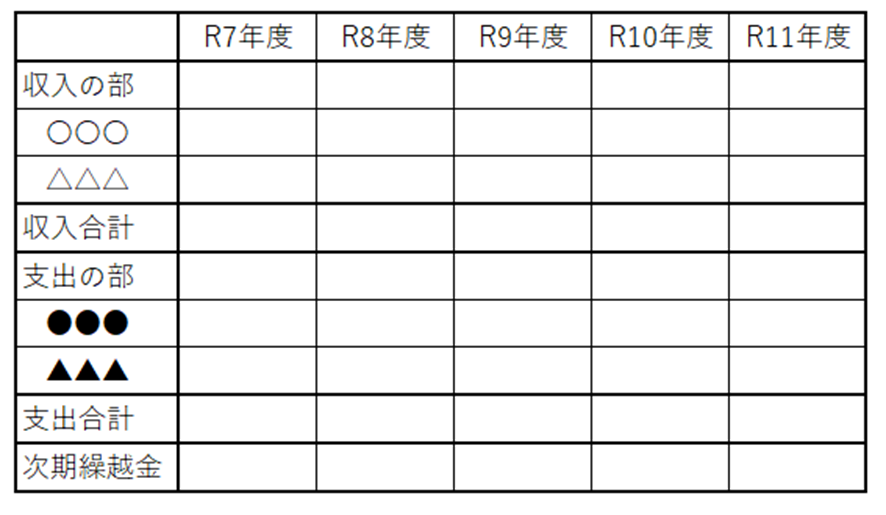 R7年度 R8年度 R9年度 R10年度 R11年度
収入の部
〇〇〇
△△△
収入合計
支出の部
●●●
▲▲▲
支出合計
次期繰越金